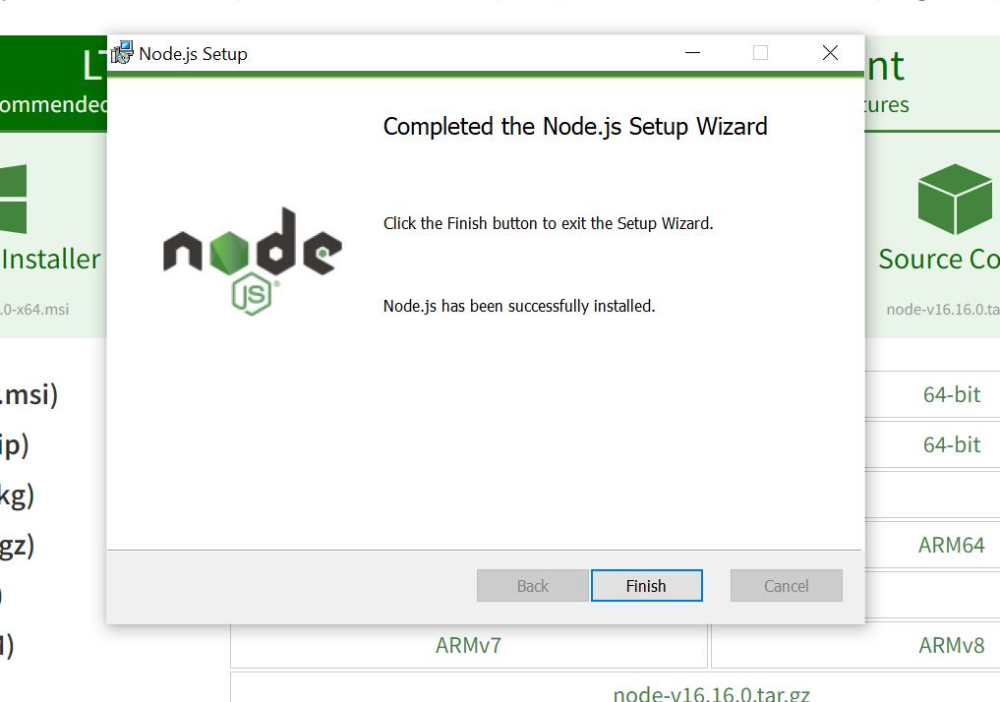 Node.js Setup
LT
nt
ommended
tures
Completed the Node.js Setup Wizard
Click the Finish button to exit the Setup Wizard.
node
JS
®
Installer
Source Co
Node.js has been successfully installed.
.0-x64.msi
node-v16.16.0.ta
.msi)
64-bit
ip)
64-bit
kg)
gz)
ARM64
Back
Finish
Cancel
)
)
ARMv7
ARMv8
node-v16.16.0.tar.gz